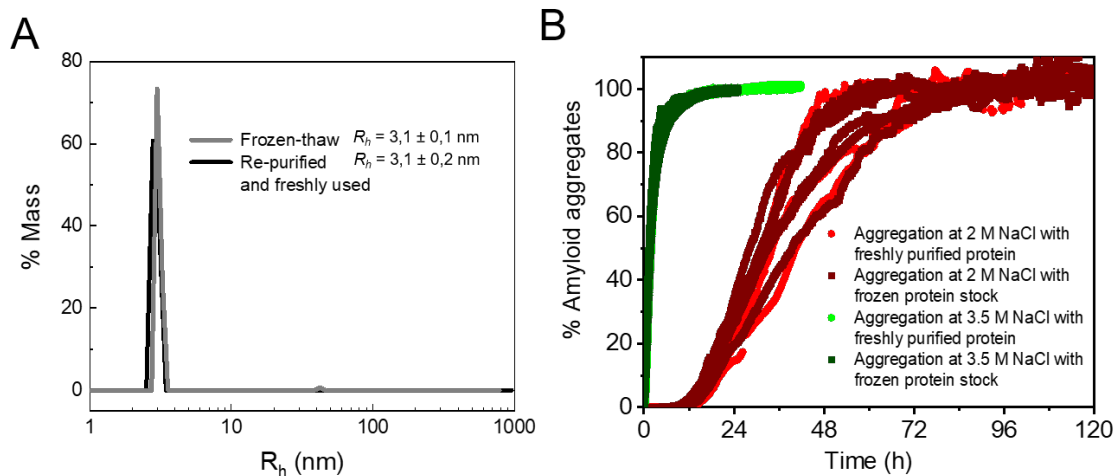 A
80
60
40
20
0
% Mass
Frozen-thaw R_h = 3,1 ± 0,1 nm
Re-purified R_h = 3,1 ± 0,2 nm
and freshly used
1 10 100 1000
R_h (nm)
B
100
80
60
40
20
0
% Amyloid aggregates
Aggregation at 2 M NaCl with
freshly purified protein
Aggregation at 2 M NaCl with
frozen protein stock
Aggregation at 3.5 M NaCl with
freshly purified protein
Aggregation at 3.5 M NaCl with
frozen protein stock
0 24 48 72 96 120
Time (h)